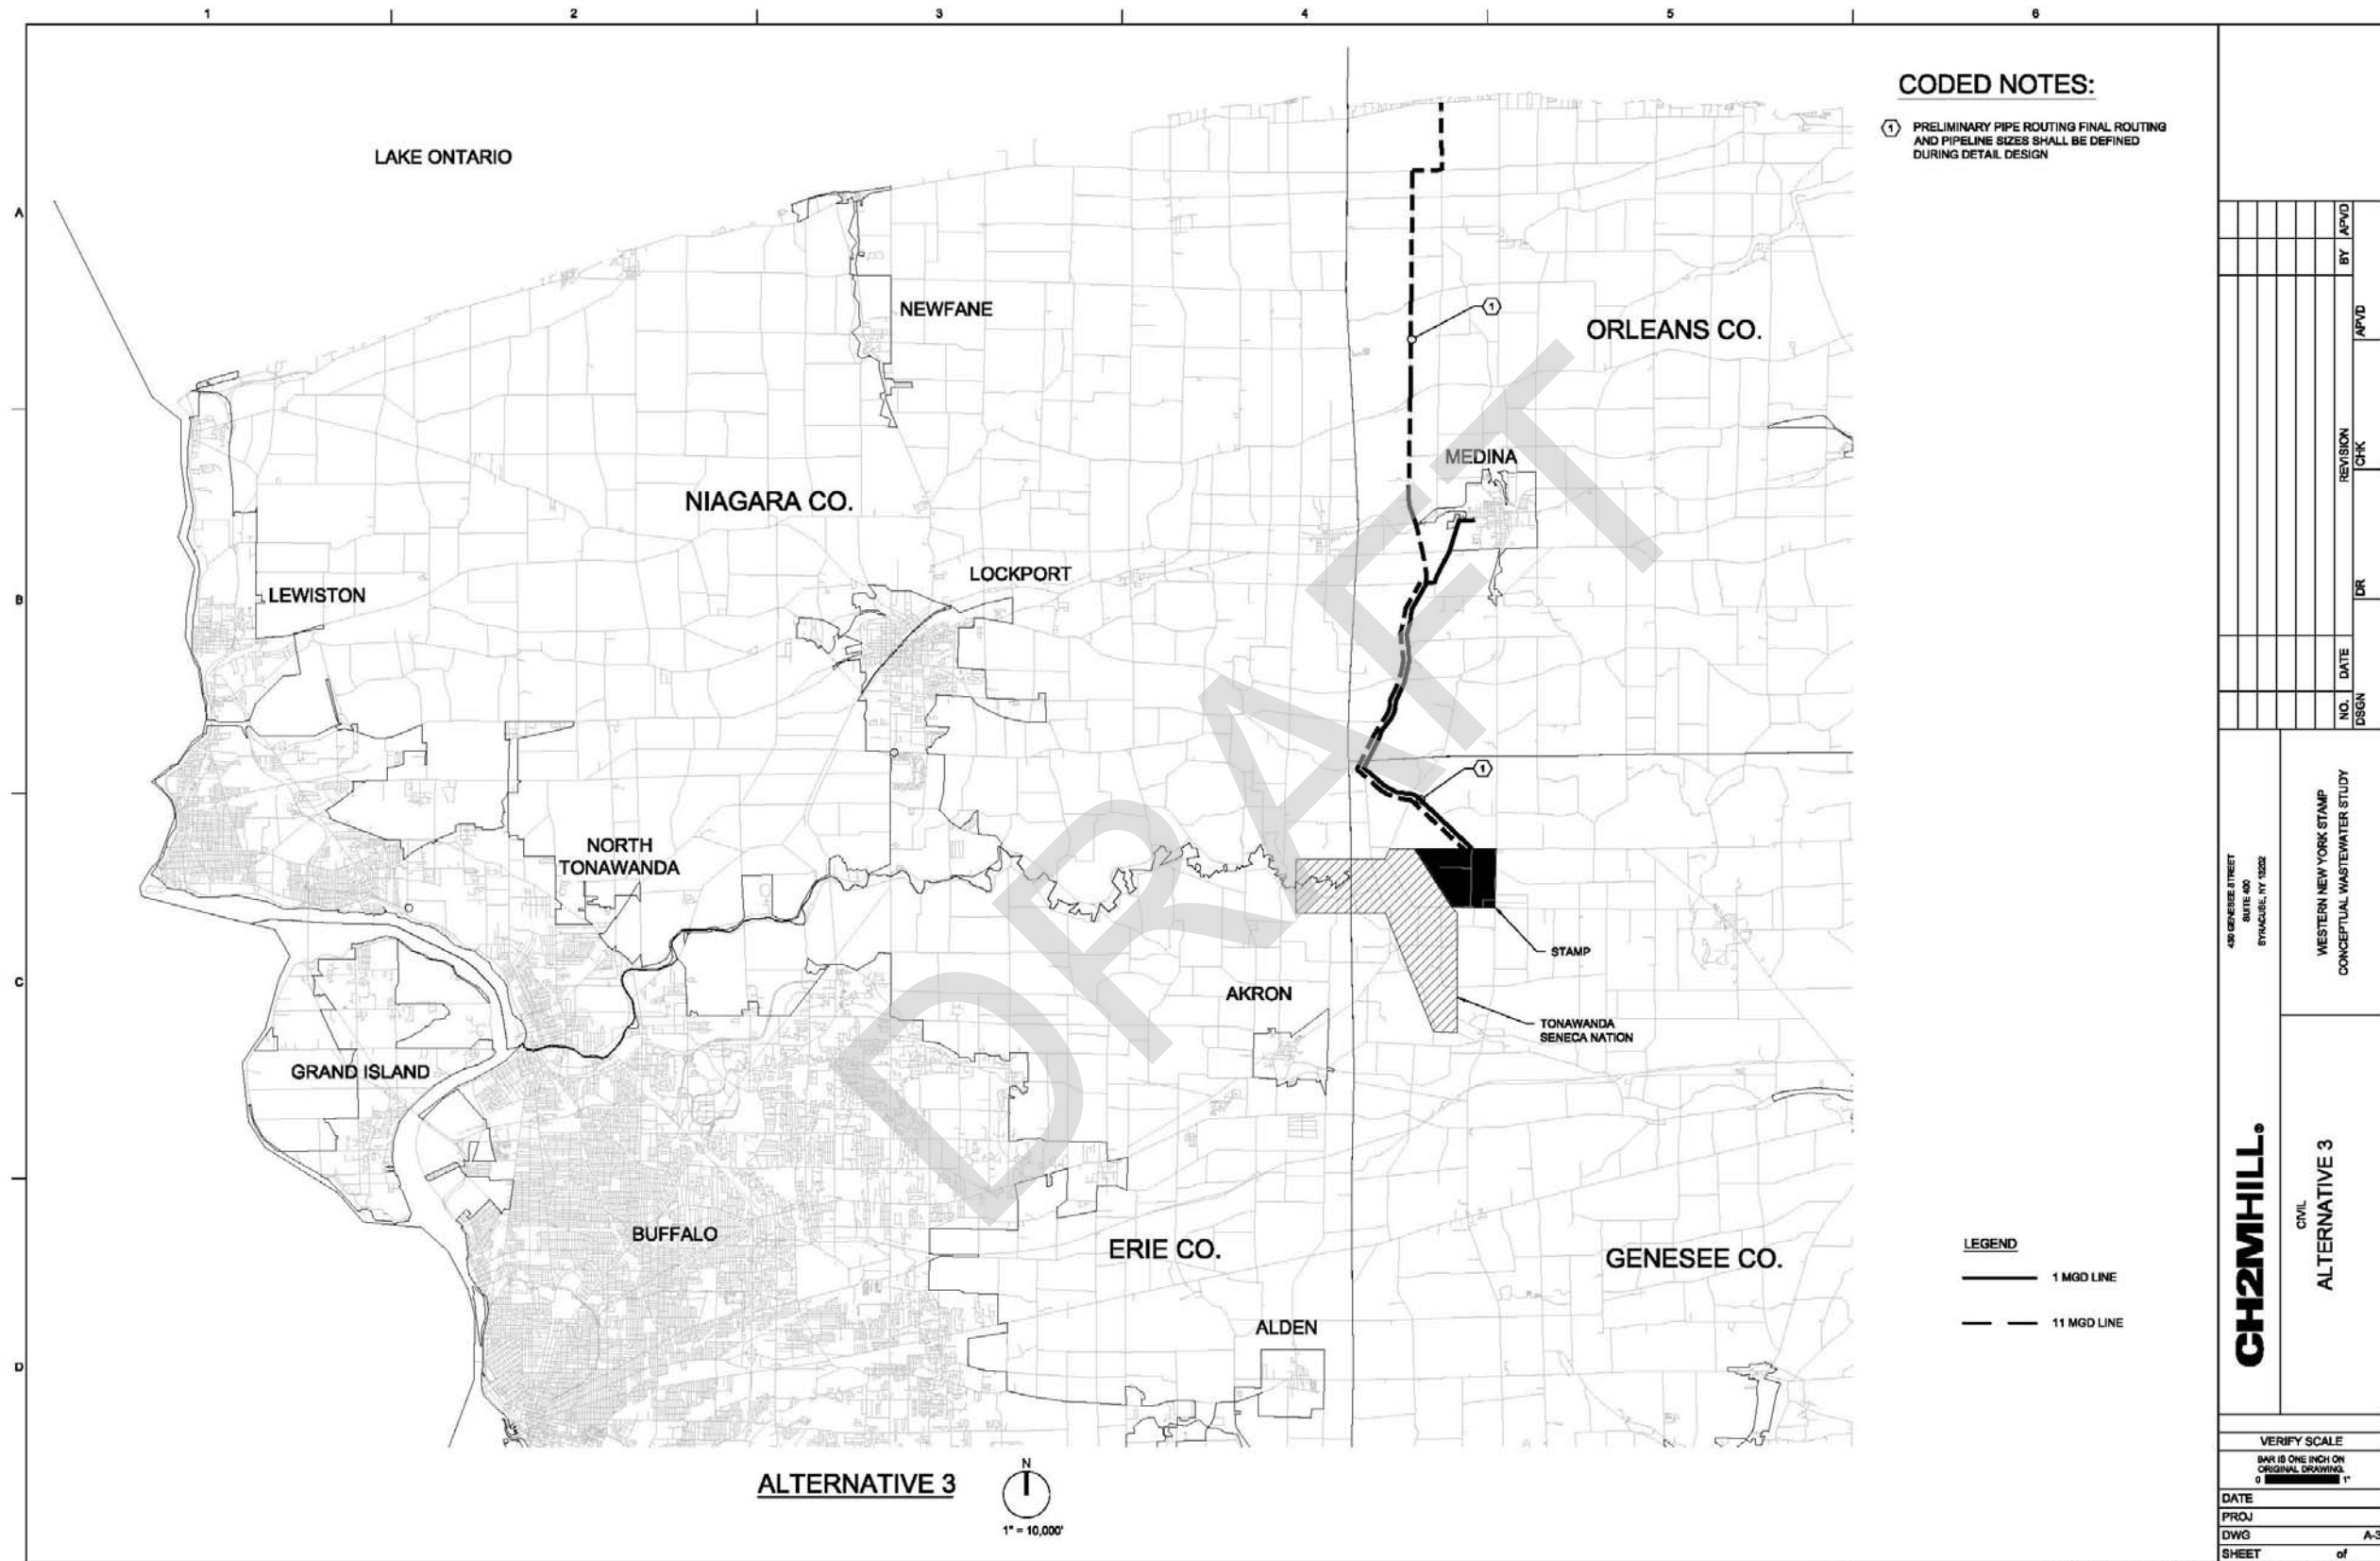 1
2
3
4
5
6
A
B
C
D
LAKE ONTARIO
NEWFANE
NIAGARA CO.
ORLEANS CO.
MEDINA
LOCKPORT
LEWISTON
NORTH
TONAWANDA
AKRON
GRAND ISLAND
BUFFALO
ERIE CO.
GENESEE CO.
ALDEN
1
1
STAMP
TONAWANDA
SENECA NATION
DRAFT
CODED NOTES:
1 PRELIMINARY PIPE ROUTING FINAL ROUTING
AND PIPELINE SIZES SHALL BE DEFINED
DURING DETAIL DESIGN
LEGEND
1 MGD LINE
11 MGD LINE
ALTERNATIVE 3
N
1" = 10,000'
NO. DATE REVISION BY APVD
DSGN DR CHK APVD
430 GENESEE STREET
SUITE 400
SYRACUSE, NY 13202
WESTERN NEW YORK STAMP
CONCEPTUAL WASTEWATER STUDY
CH2MHILL®
CIVIL
ALTERNATIVE 3
VERIFY SCALE
BAR IS ONE INCH ON
ORIGINAL DRAWING.
0 1"
DATE
PROJ
DWG A-3
SHEET of